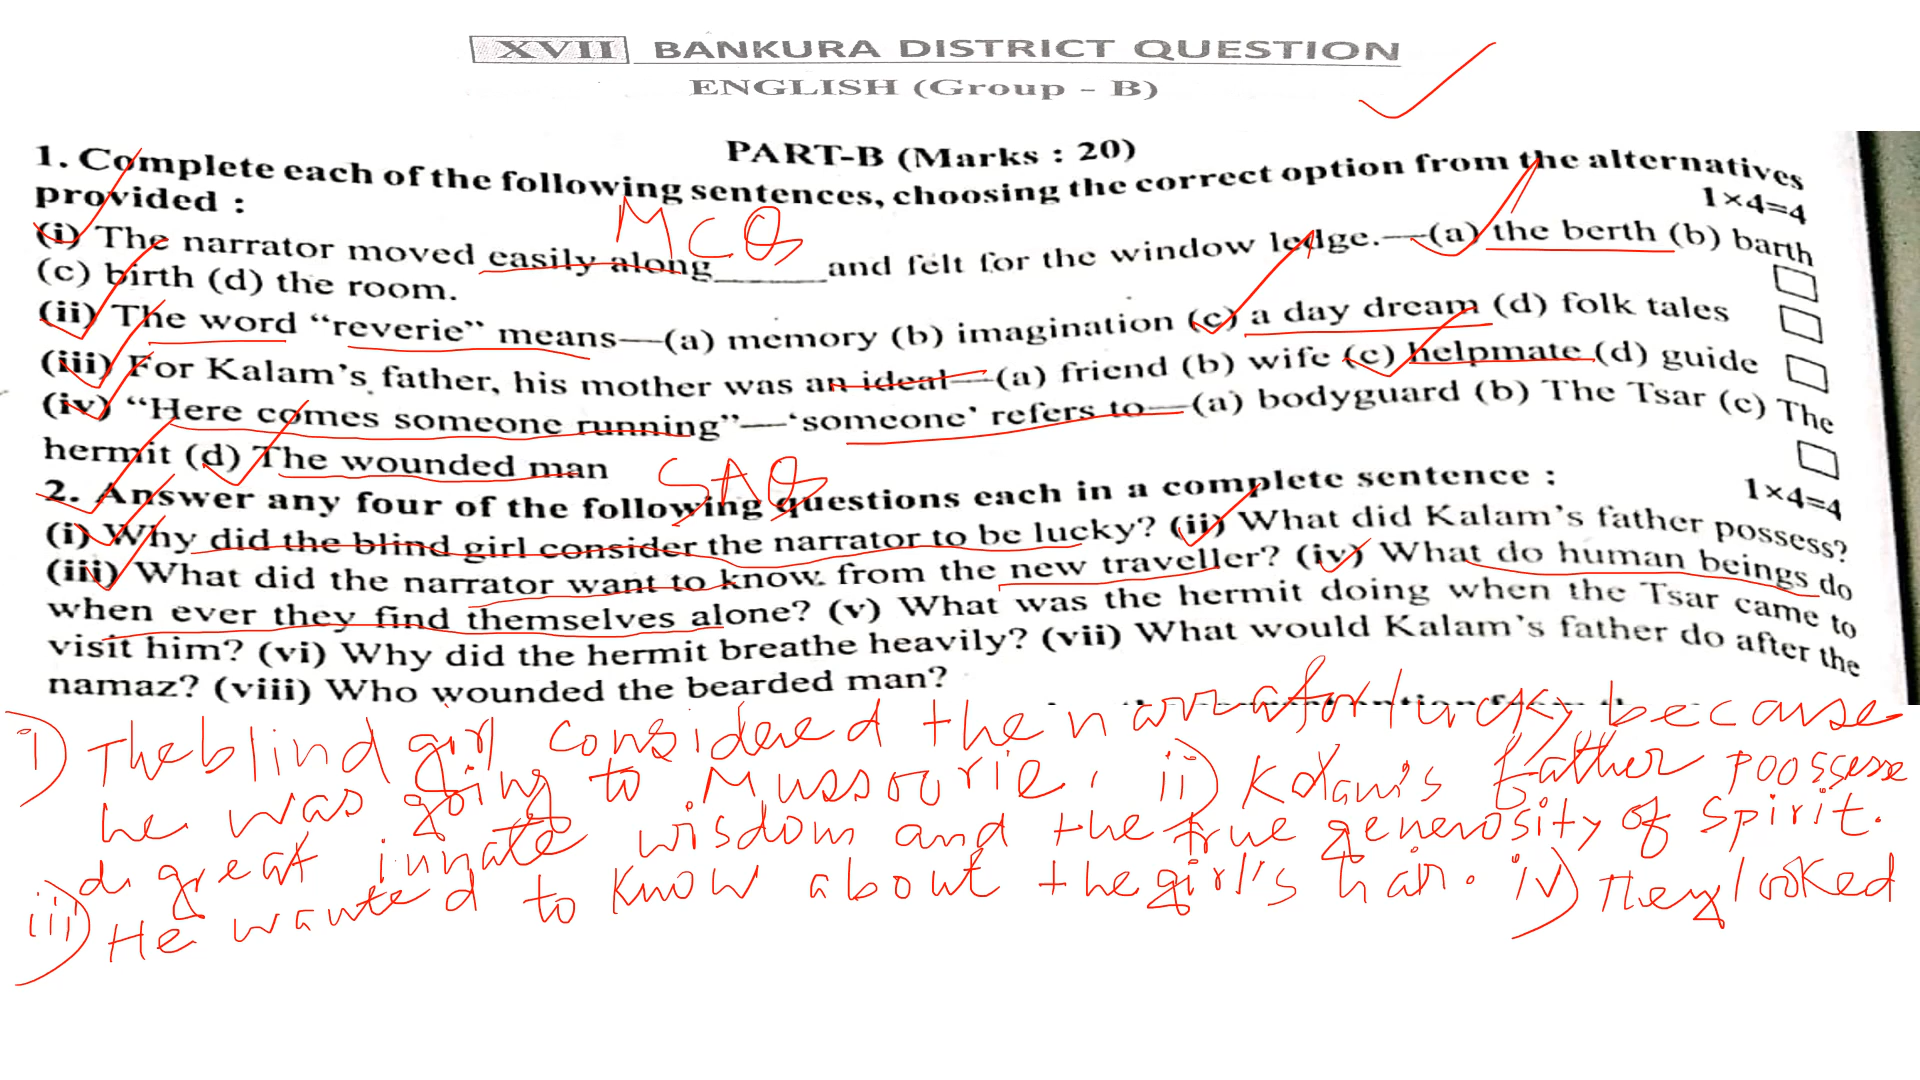 XVII BANKURA DISTRICT QUESTION
ENGLISH (Group - B)
PART-B (Marks : 20)
1. Complete each of the following sentences, choosing the correct option from the alternatives
provided : 1×4=4
MCQ
(i) The narrator moved easily along______and felt for the window ledge.—(a) the berth (b) barth
(c) birth (d) the room.
(ii) The word “reverie” means—(a) memory (b) imagination (c) a day dream (d) folk tales
(iii) For Kalam’s father, his mother was an ideal—(a) friend (b) wife (c) helpmate (d) guide
(iv) “Here comes someone running”—‘someone’ refers to—(a) bodyguard (b) The Tsar (c) The
hermit (d) The wounded man
SAQ
2. Answer any four of the following questions each in a complete sentence : 1×4=4
(i) Why did the blind girl consider the narrator to be lucky? (ii) What did Kalam’s father possess?
(iii) What did the narrator want to know from the new traveller? (iv) What do human beings do
when ever they find themselves alone? (v) What was the hermit doing when the Tsar came to
visit him? (vi) Why did the hermit breathe heavily? (vii) What would Kalam’s father do after the
namaz? (viii) Who wounded the bearded man?
i) The blind girl considered the narrator lucky because
he was going to Mussourie. ii) Kalam's father poossesse
d great innate wisdom and the true generosity of spirit.
iii) He wanted to know about the girl's hair. iv) They looked